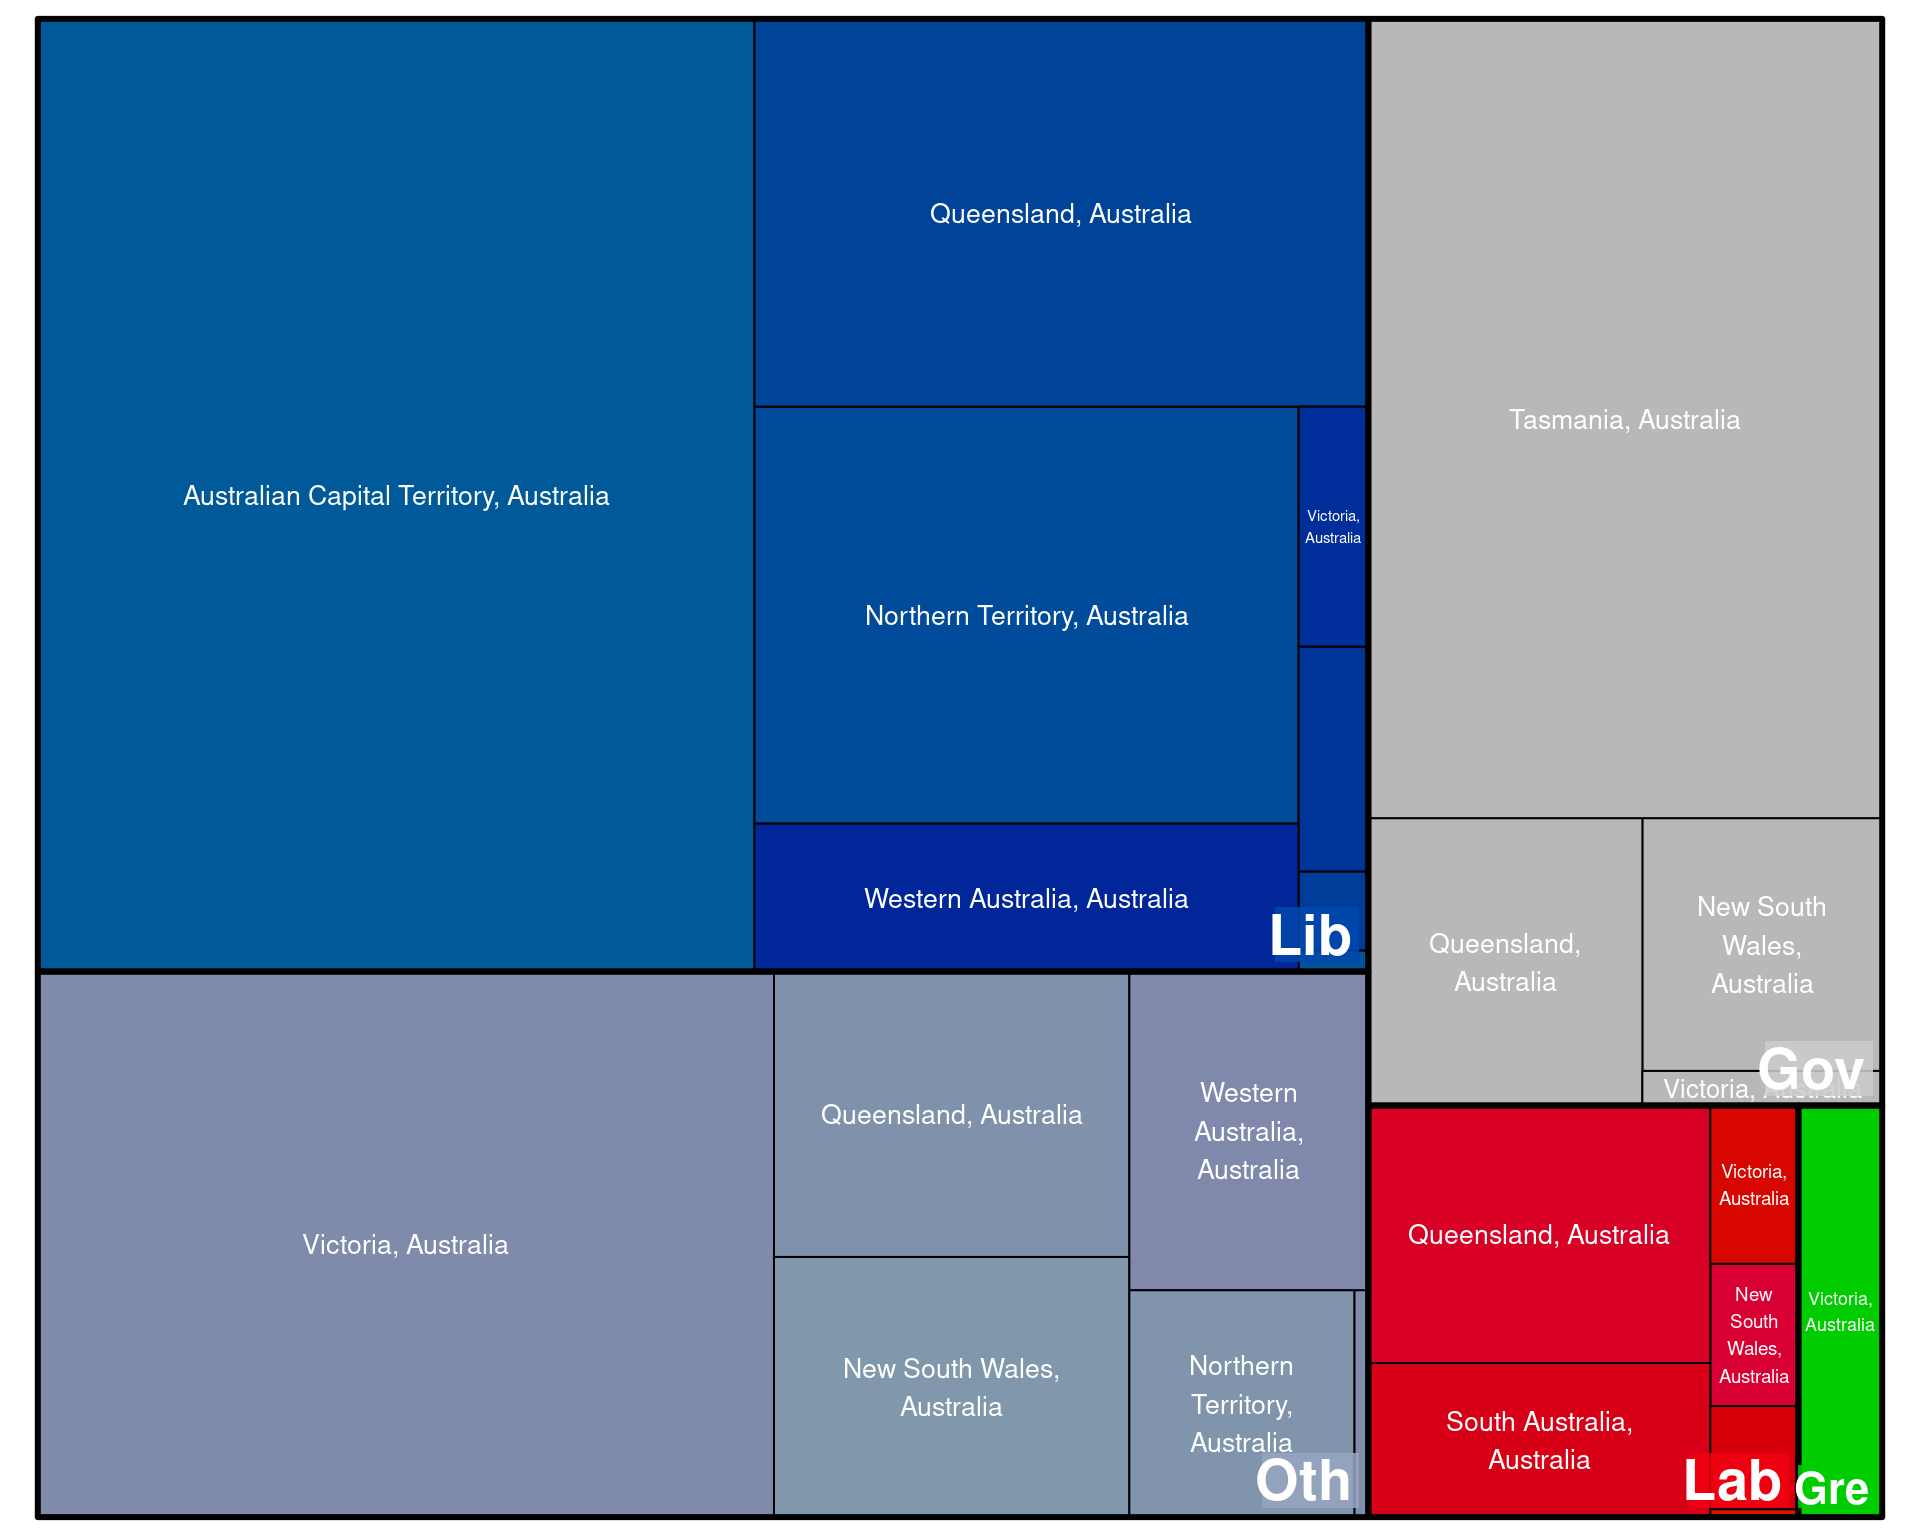 Australian Capital Territory, Australia
Queensland, Australia
Northern Territory, Australia
Victoria,
Australia
Western Australia, Australia
Lib
Tasmania, Australia
Queensland,
Australia
New South
Wales,
Australia
Victoria, Australia
Gov
Victoria, Australia
Queensland, Australia
New South Wales,
Australia
Western
Australia,
Australia
Northern
Territory,
Australia
Oth
Queensland, Australia
South Australia,
Australia
Victoria,
Australia
New
South
Wales,
Australia
Lab
Victoria,
Australia
Gre